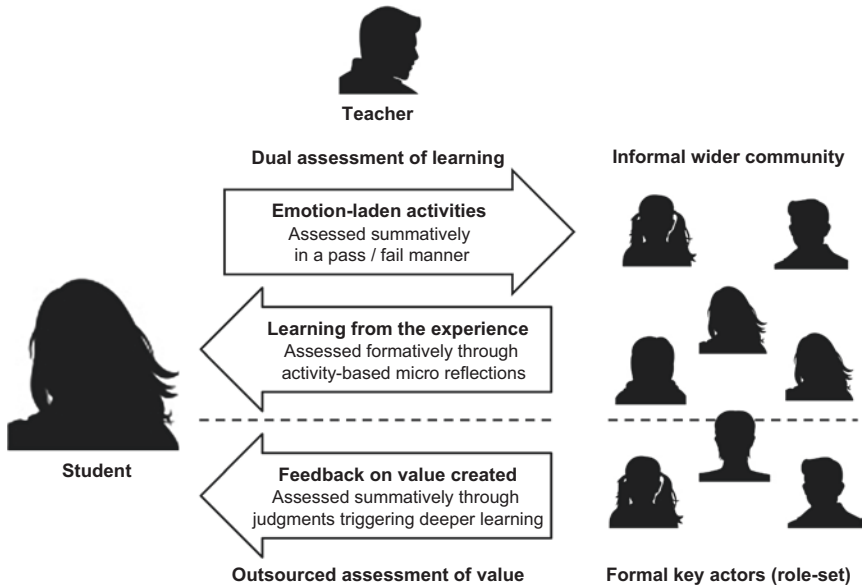 Teacher
Dual assessment of learning
Informal wider community
Emotion-laden activities
Assessed summatively
in a pass / fail manner
Learning from the experience
Assessed formatively through
activity-based micro reflections
Student
Feedback on value created
Assessed summatively through
judgments triggering deeper learning
Outsourced assessment of value
Formal key actors (role-set)